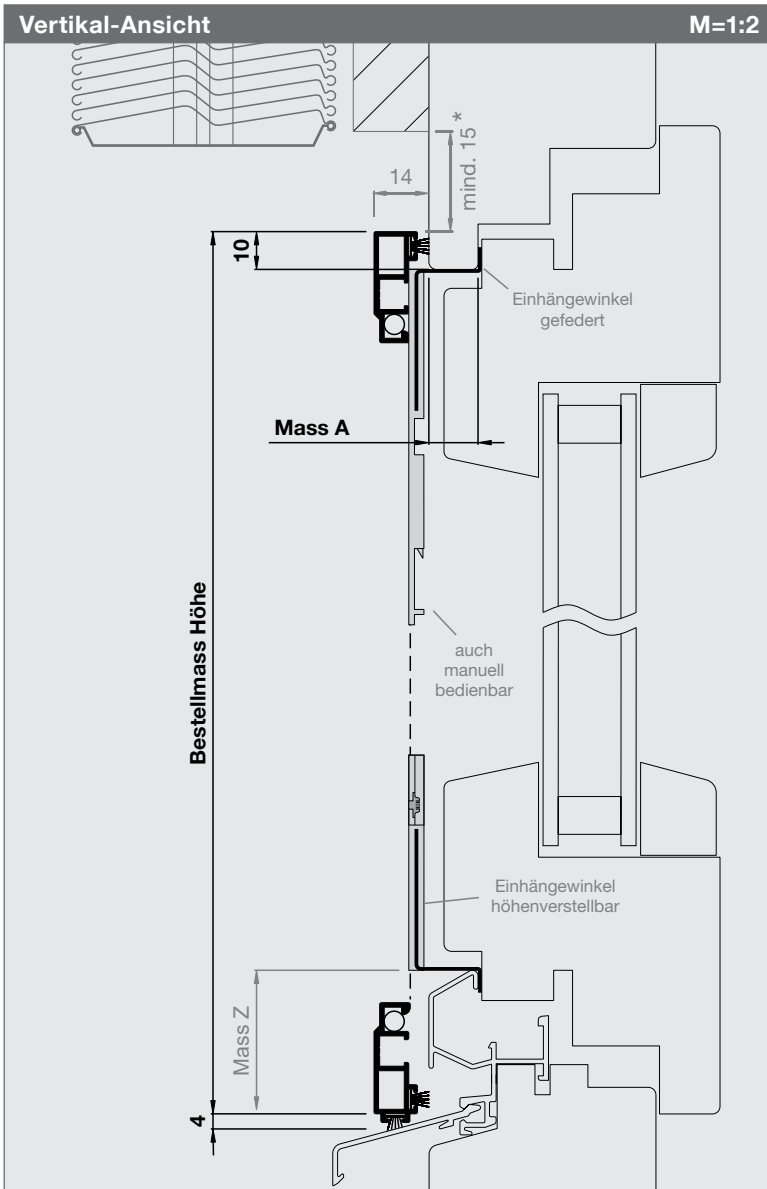 Vertikal-Ansicht
M=1:2
mind. 15 *
14
10
Einhängewinkel
gefedert
Mass A
Bestellmass Höhe
auch
manuell
bedienbar
Einhängewinkel
höhenverstellbar
Mass Z
4